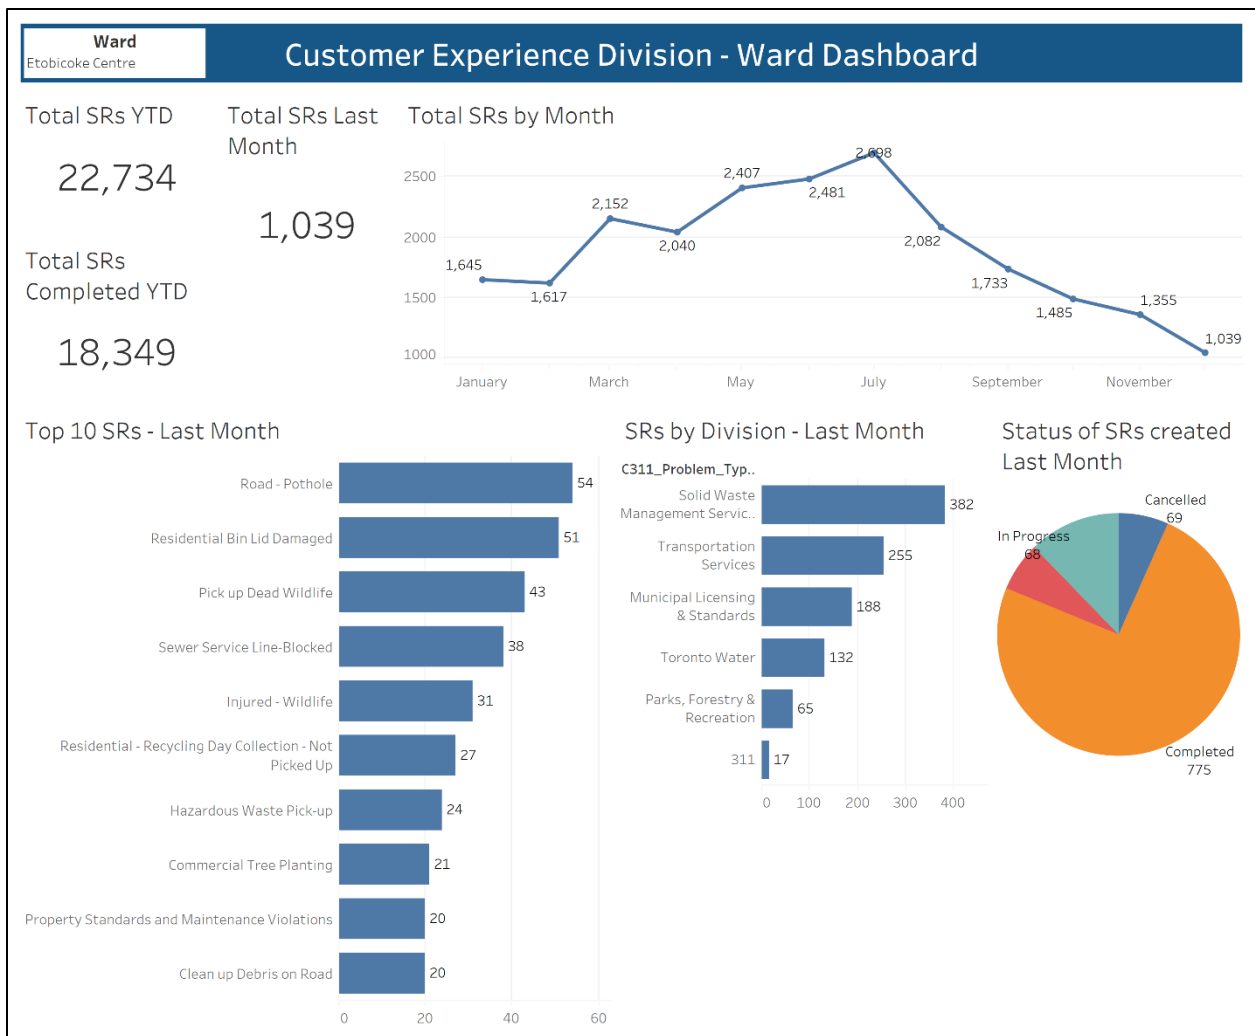 Ward
Etobicoke Centre
Customer Experience Division - Ward Dashboard
Total SRs YTD
22,734
Total SRs Last
Month
1,039
Total SRs
Completed YTD
18,349
Total SRs by Month
2500
2000
1500
1000
1,645
1,617
2,152
2,040
2,407
2,481
2,698
2,082
1,733
1,485
1,355
1,039
January
March
May
July
September
November
Top 10 SRs - Last Month
Road - Pothole
54
Residential Bin Lid Damaged
51
Pick up Dead Wildlife
43
Sewer Service Line-Blocked
38
Injured - Wildlife
31
Residential - Recycling Day Collection - Not
Picked Up
27
Hazardous Waste Pick-up
24
Commercial Tree Planting
21
Property Standards and Maintenance Violations
20
Clean up Debris on Road
20
0
20
40
60
SRs by Division - Last Month
C311_Problem_Typ..
Solid Waste
Management Servic..
382
Transportation
Services
255
Municipal Licensing
& Standards
188
Toronto Water
132
Parks, Forestry &
Recreation
65
311
17
0
100
200
300
400
Status of SRs created
Last Month
Cancelled
69
In Progress
68
Completed
775